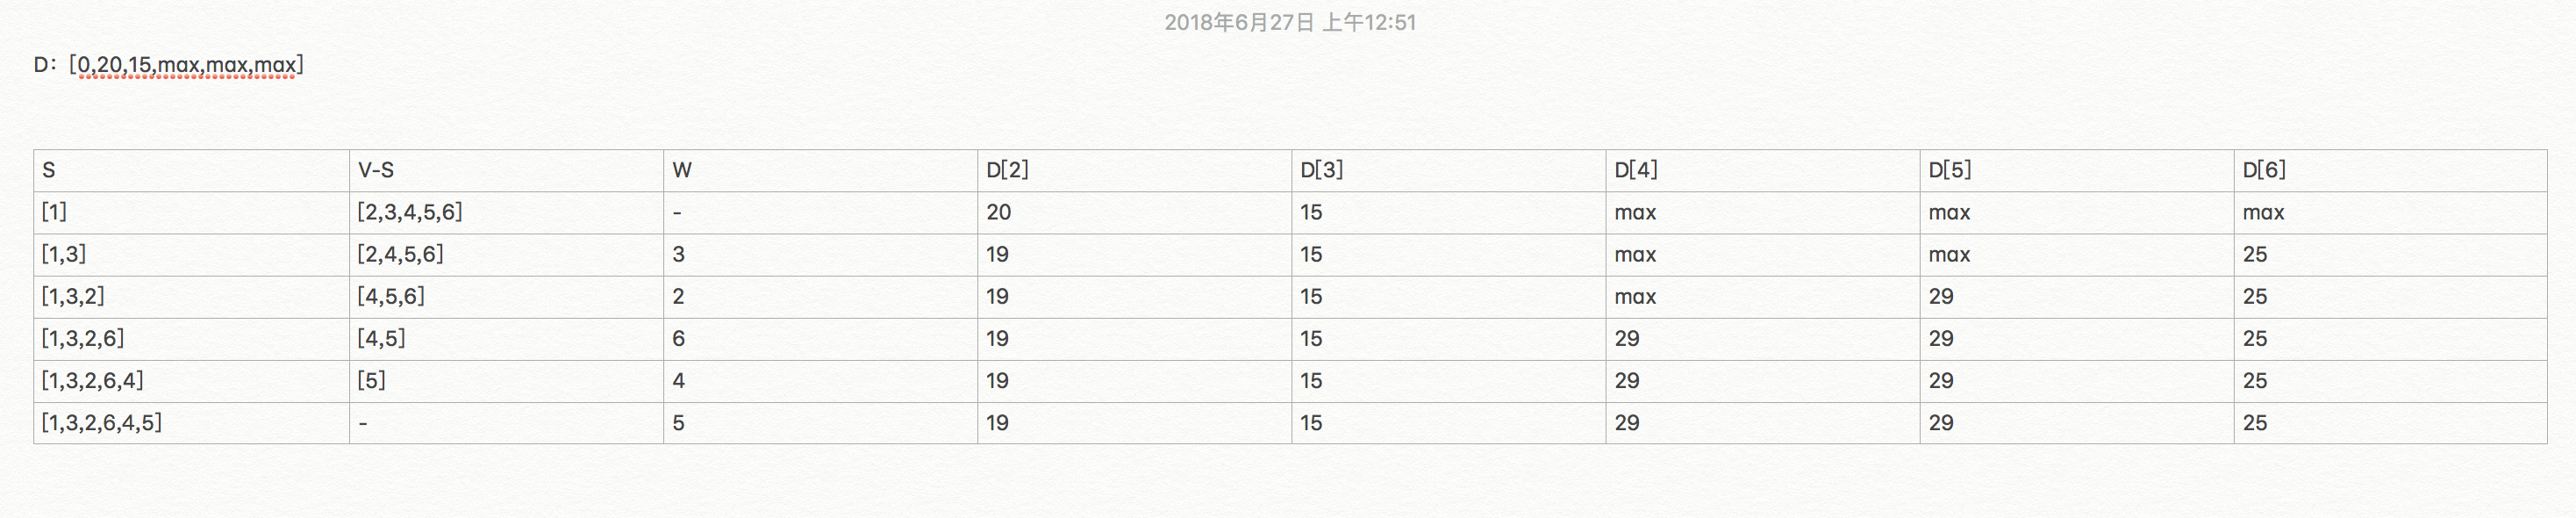 2018年6月27日 上午12:51
D：[0,20,15,max,max,max]
S V-S W D[2] D[3] D[4] D[5] D[6]
[1] [2,3,4,5,6] - 20 15 max max max
[1,3] [2,4,5,6] 3 19 15 max max 25
[1,3,2] [4,5,6] 2 19 15 max 29 25
[1,3,2,6] [4,5] 6 19 15 29 29 25
[1,3,2,6,4] [5] 4 19 15 29 29 25
[1,3,2,6,4,5] - 5 19 15 29 29 25